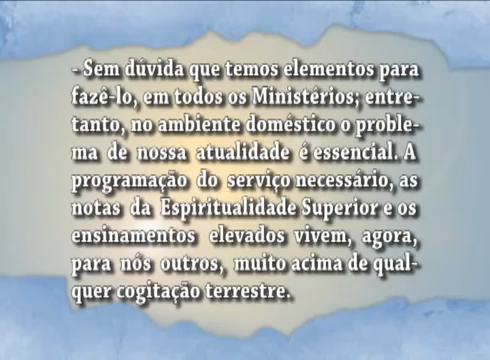 - Sem dúvida que temos elementos para
fazê-lo, em todos os Ministérios; entre-
tanto, no ambiente doméstico o proble-
ma de nossa atualidade é essencial. A
programação do serviço necessário, as
notas da Espiritualidade Superior e os
ensinamentos elevados vivem, agora,
para nós outros, muito acima de qual-
quer cogitação terrestre.